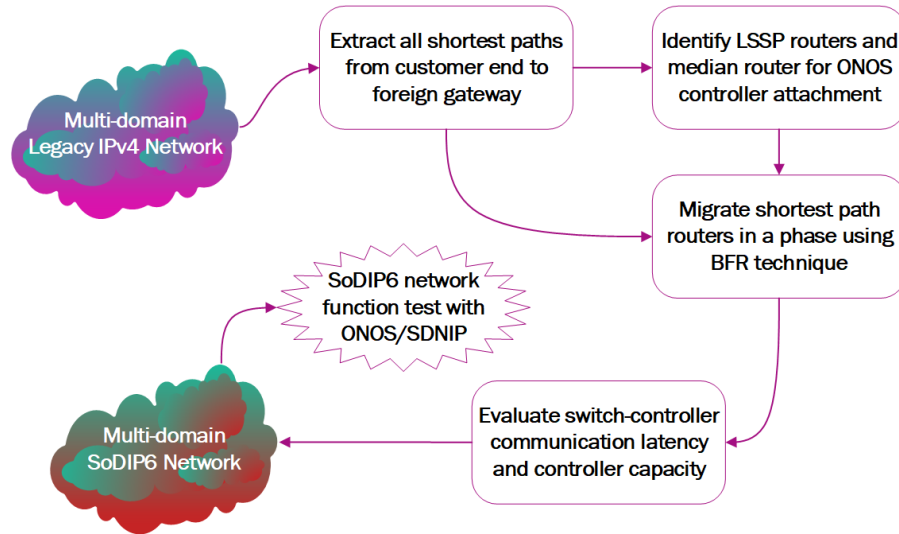 Multi-domain
Legacy IPv4 Network
Extract all shortest paths
from customer end to
foreign gateway
Identify LSSP routers and
median router for ONOS
controller attachment
Migrate shortest path
routers in a phase using
BFR technique
Evaluate switch-controller
communication latency
and controller capacity
Multi-domain
SoDIP6 Network
SoDIP6 network
function test with
ONOS/SDNIP